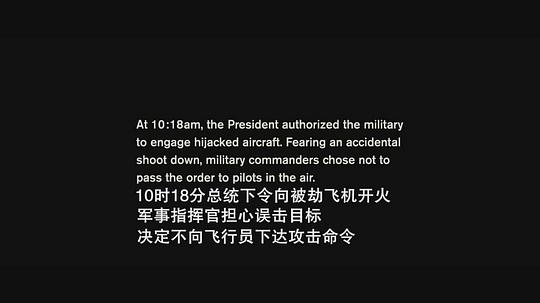 At 10:18am, the President authorized the military
to engage hijacked aircraft. Fearing an accidental
shoot down, military commanders chose not to
pass the order to pilots in the air.
10时18分总统下令向被劫飞机开火
军事指挥官担心误击目标
决定不向飞行员下达攻击命令